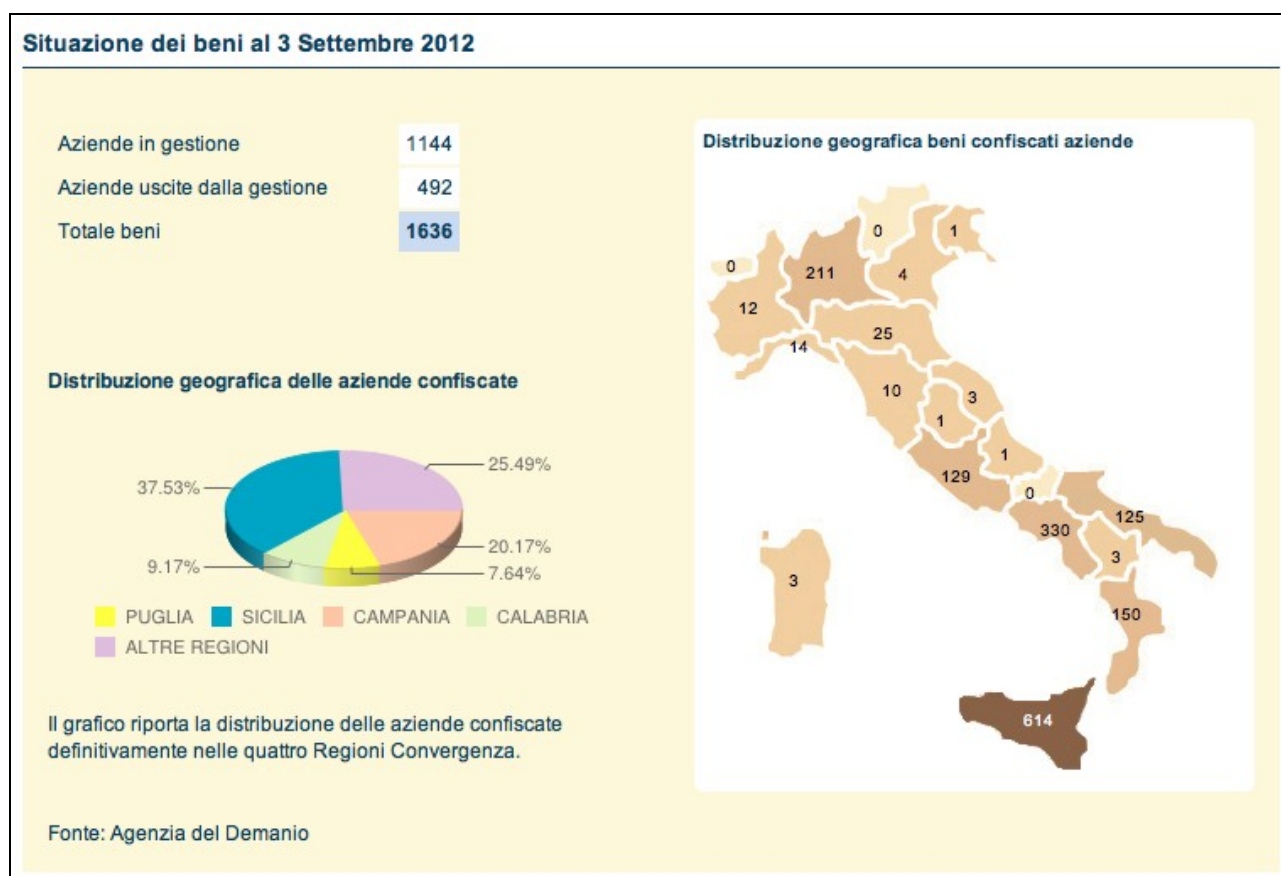 Situazione dei beni al 3 Settembre 2012
Aziende in gestione 1144
Aziende uscite dalla gestione 492
Totale beni 1636
Distribuzione geografica delle aziende confiscate
25.49%
37.53%
20.17%
9.17%
7.64%
PUGLIA SICILIA CAMPANIA CALABRIA
ALTRE REGIONI
Il grafico riporta la distribuzione delle aziende confiscate
definitivamente nelle quattro Regioni Convergenza.
Fonte: Agenzia del Demanio
Distribuzione geografica beni confiscati aziende
0
1
0
211
4
12
25
14
10
3
1
1
129
0
125
330
3
3
150
614